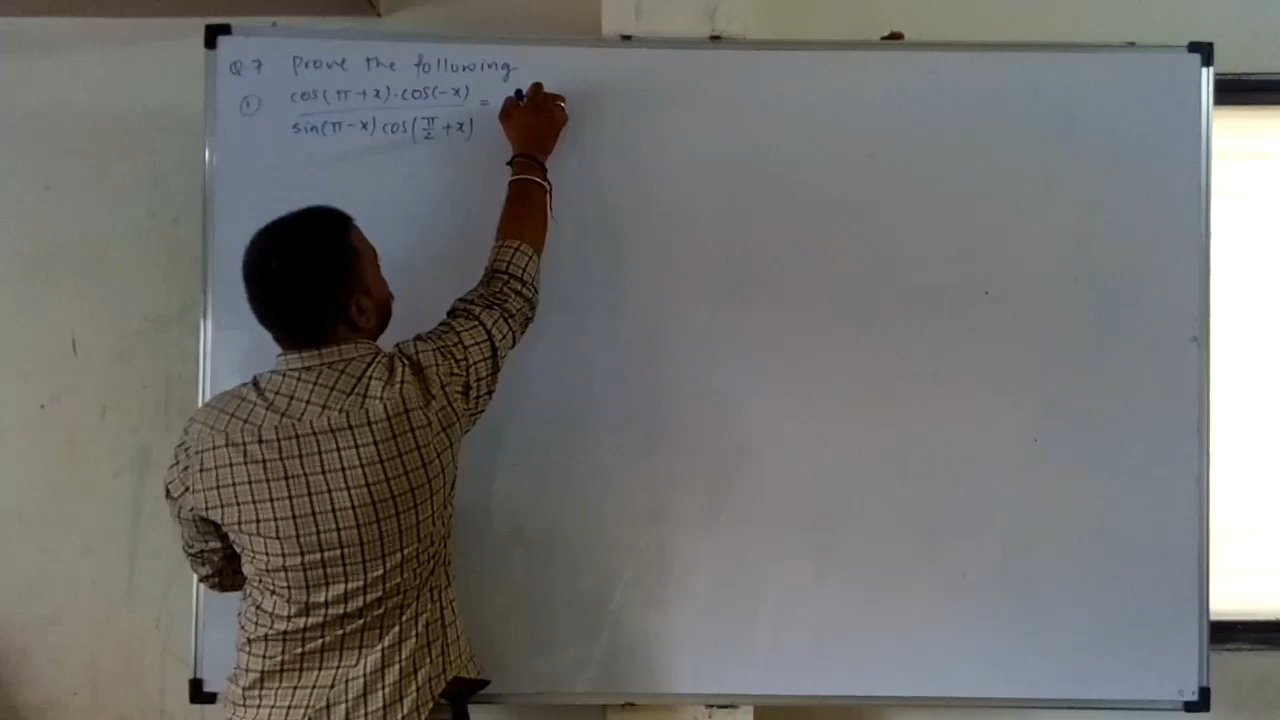 Q.7 Prove the following
① cos(π+x)·cos(-x)
sin(π-x) cos(π/2 +x) =